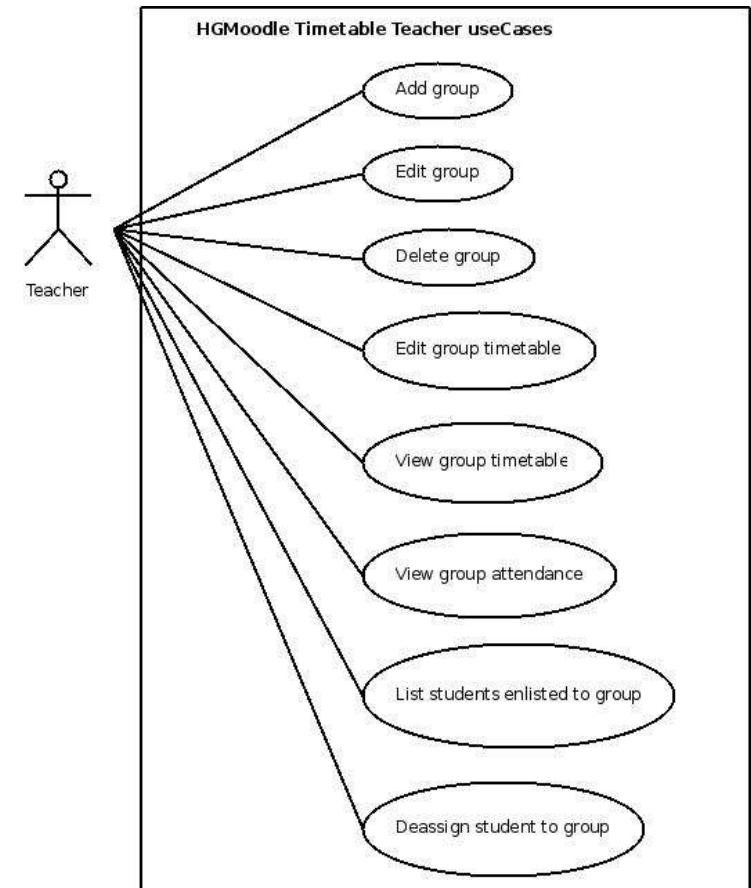 HGMoodle Timetable Teacher useCases
Add group
Edit group
Delete group
Teacher
Edit group timetable
View group timetable
View group attendance
List students enlisted to group
Deassign student to group